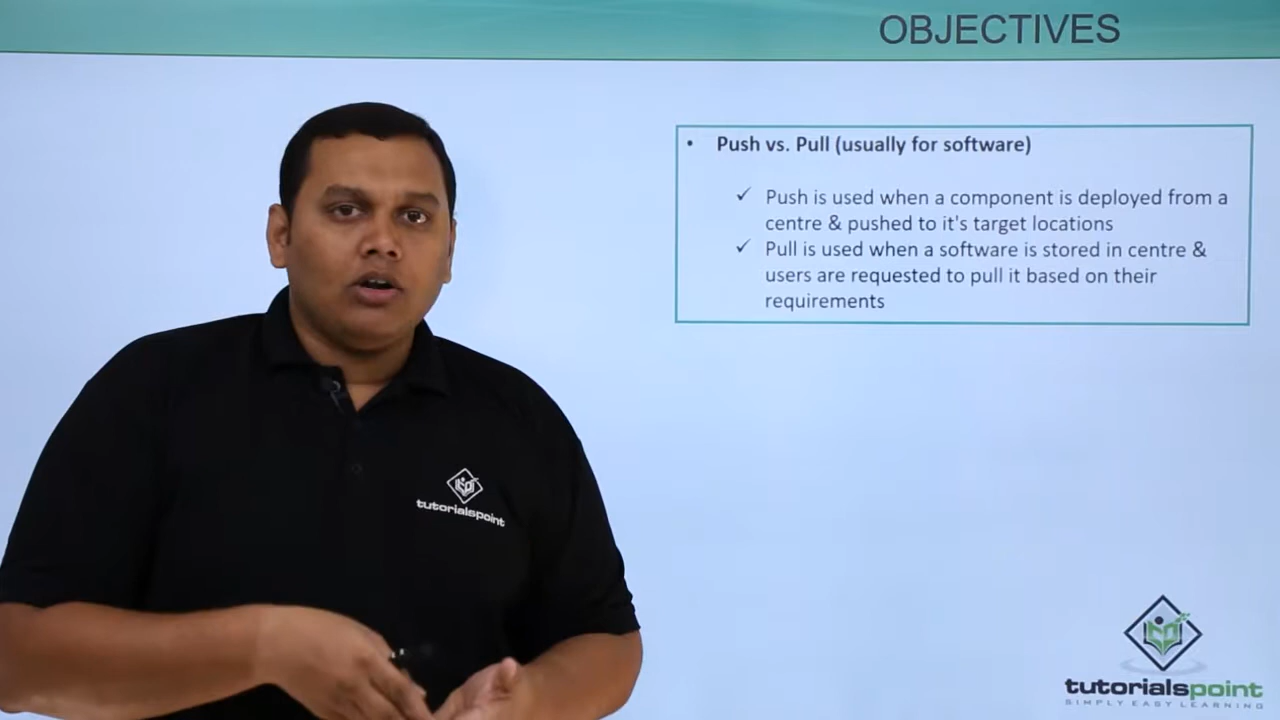 OBJECTIVES
• Push vs. Pull (usually for software)
✓ Push is used when a component is deployed from a
centre & pushed to it's target locations
✓ Pull is used when a software is stored in centre &
users are requested to pull it based on their
requirements
tutorialspoint
tutorialspoint
SIMPLY EASY LEARNING